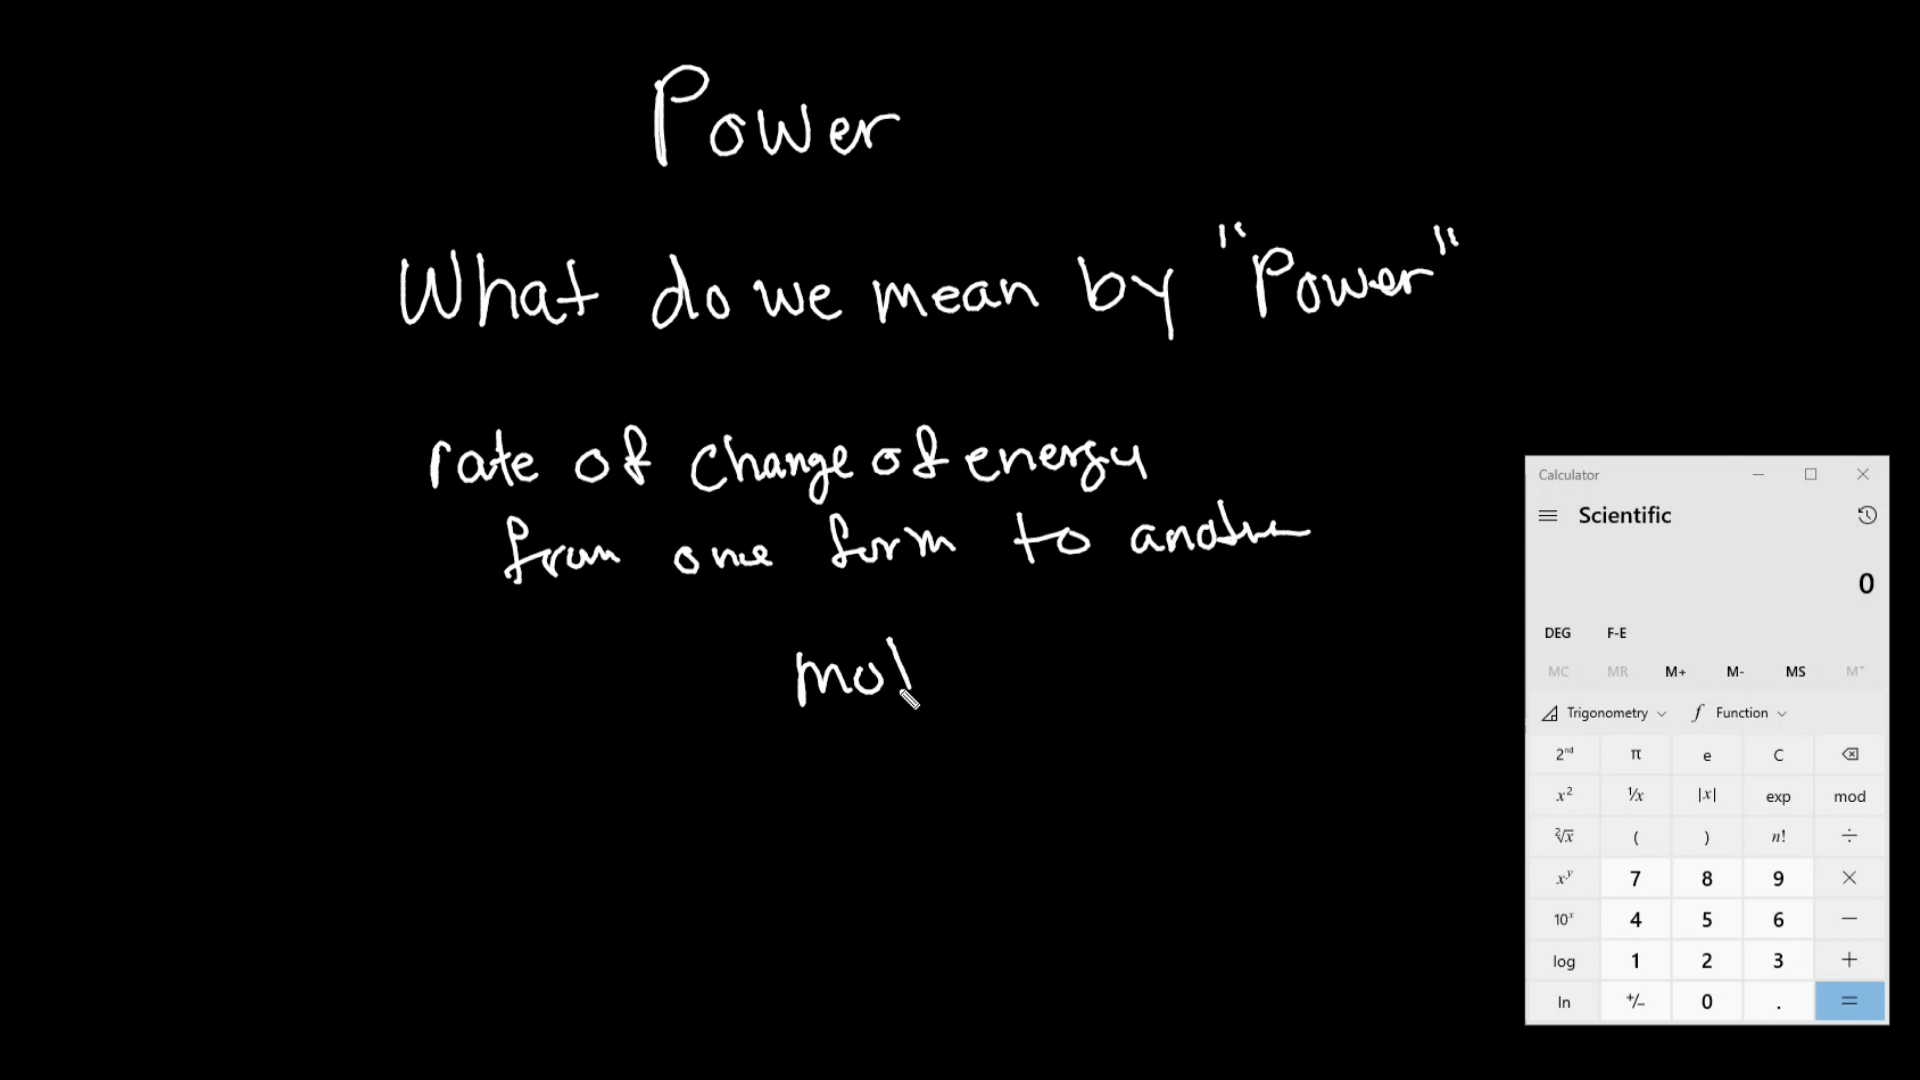 Power
What do we mean by "Power"
rate of change of energy
from one form to another
mol
Calculator
Scientific
0
DEG F-E
MC MR M+ M- MS M˄
Trigonometry f Function
2ⁿᵈ π e C
x² ¹/x |x| exp mod
²√x ( ) n! ÷
xʸ 7 8 9 ×
10ˣ 4 5 6 −
log 1 2 3 +
ln +/− 0 . =